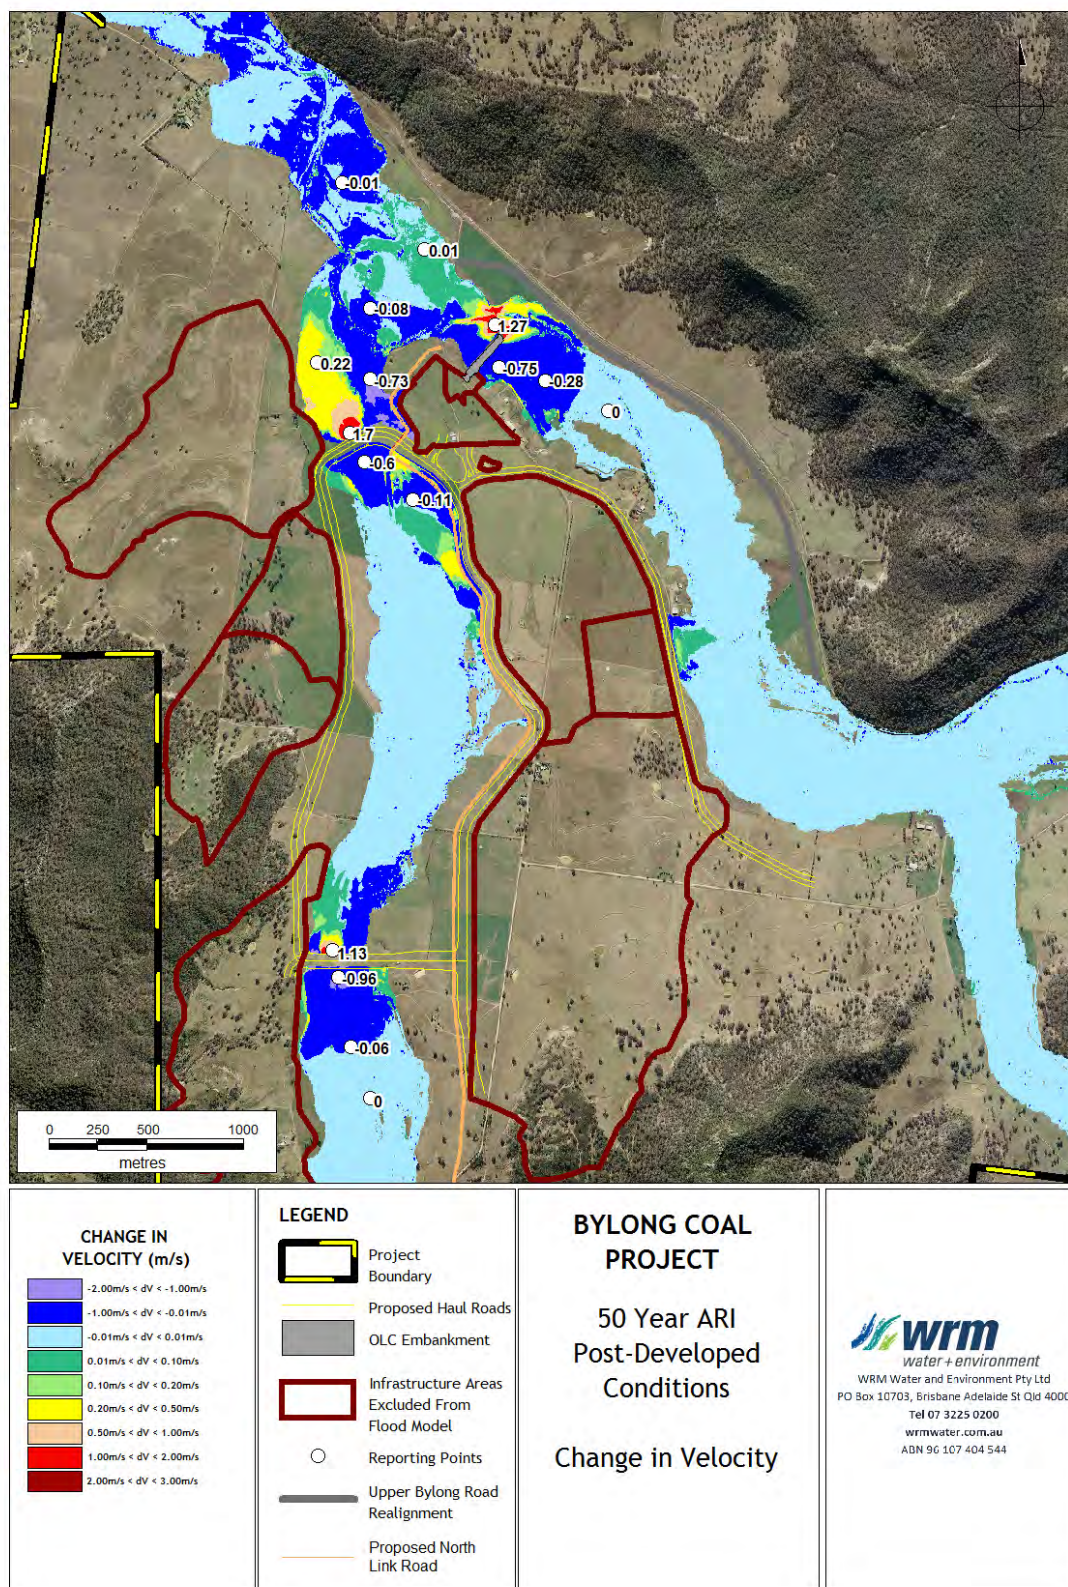 -0.01
0.01
-0.08
1.27
0.22
-0.75
-0.73
-0.28
0
1.7
-0.6
-0.11
1.13
-0.96
-0.06
0
0 250 500 1000
metres
CHANGE IN
VELOCITY (m/s)
-2.00m/s < dV < -1.00m/s
-1.00m/s < dV < -0.01m/s
-0.01m/s < dV < 0.01m/s
0.01m/s < dV < 0.10m/s
0.10m/s < dV < 0.20m/s
0.20m/s < dV < 0.50m/s
0.50m/s < dV < 1.00m/s
1.00m/s < dV < 2.00m/s
2.00m/s < dV < 3.00m/s
LEGEND
Project
Boundary
Proposed Haul Roads
OLC Embankment
Infrastructure Areas
Excluded From
Flood Model
Reporting Points
Upper Bylong Road
Realignment
Proposed North
Link Road
BYLONG COAL
PROJECT
50 Year ARI
Post-Developed
Conditions
Change in Velocity
wrm
water+environment
WRM Water and Environment Pty Ltd
PO Box 10703, Brisbane Adelaide St Qld 4000
Tel 07 3225 0200
wrmwater.com.au
ABN 96 107 404 544